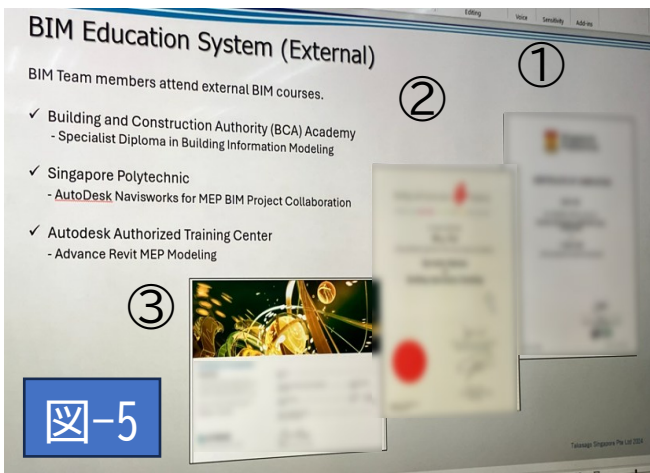 Editing
Voice
Sensitivity
Add-ins
BIM Education System (External)
①
②
BIM Team members attend external BIM courses.
✓ Building and Construction Authority (BCA) Academy
- Specialist Diploma in Building Information Modeling
✓ Singapore Polytechnic
- AutoDesk Navisworks for MEP BIM Project Collaboration
✓ Autodesk Authorized Training Center
- Advance Revit MEP Modeling
③
図-5
Takasago Singapore Pte Ltd 2024